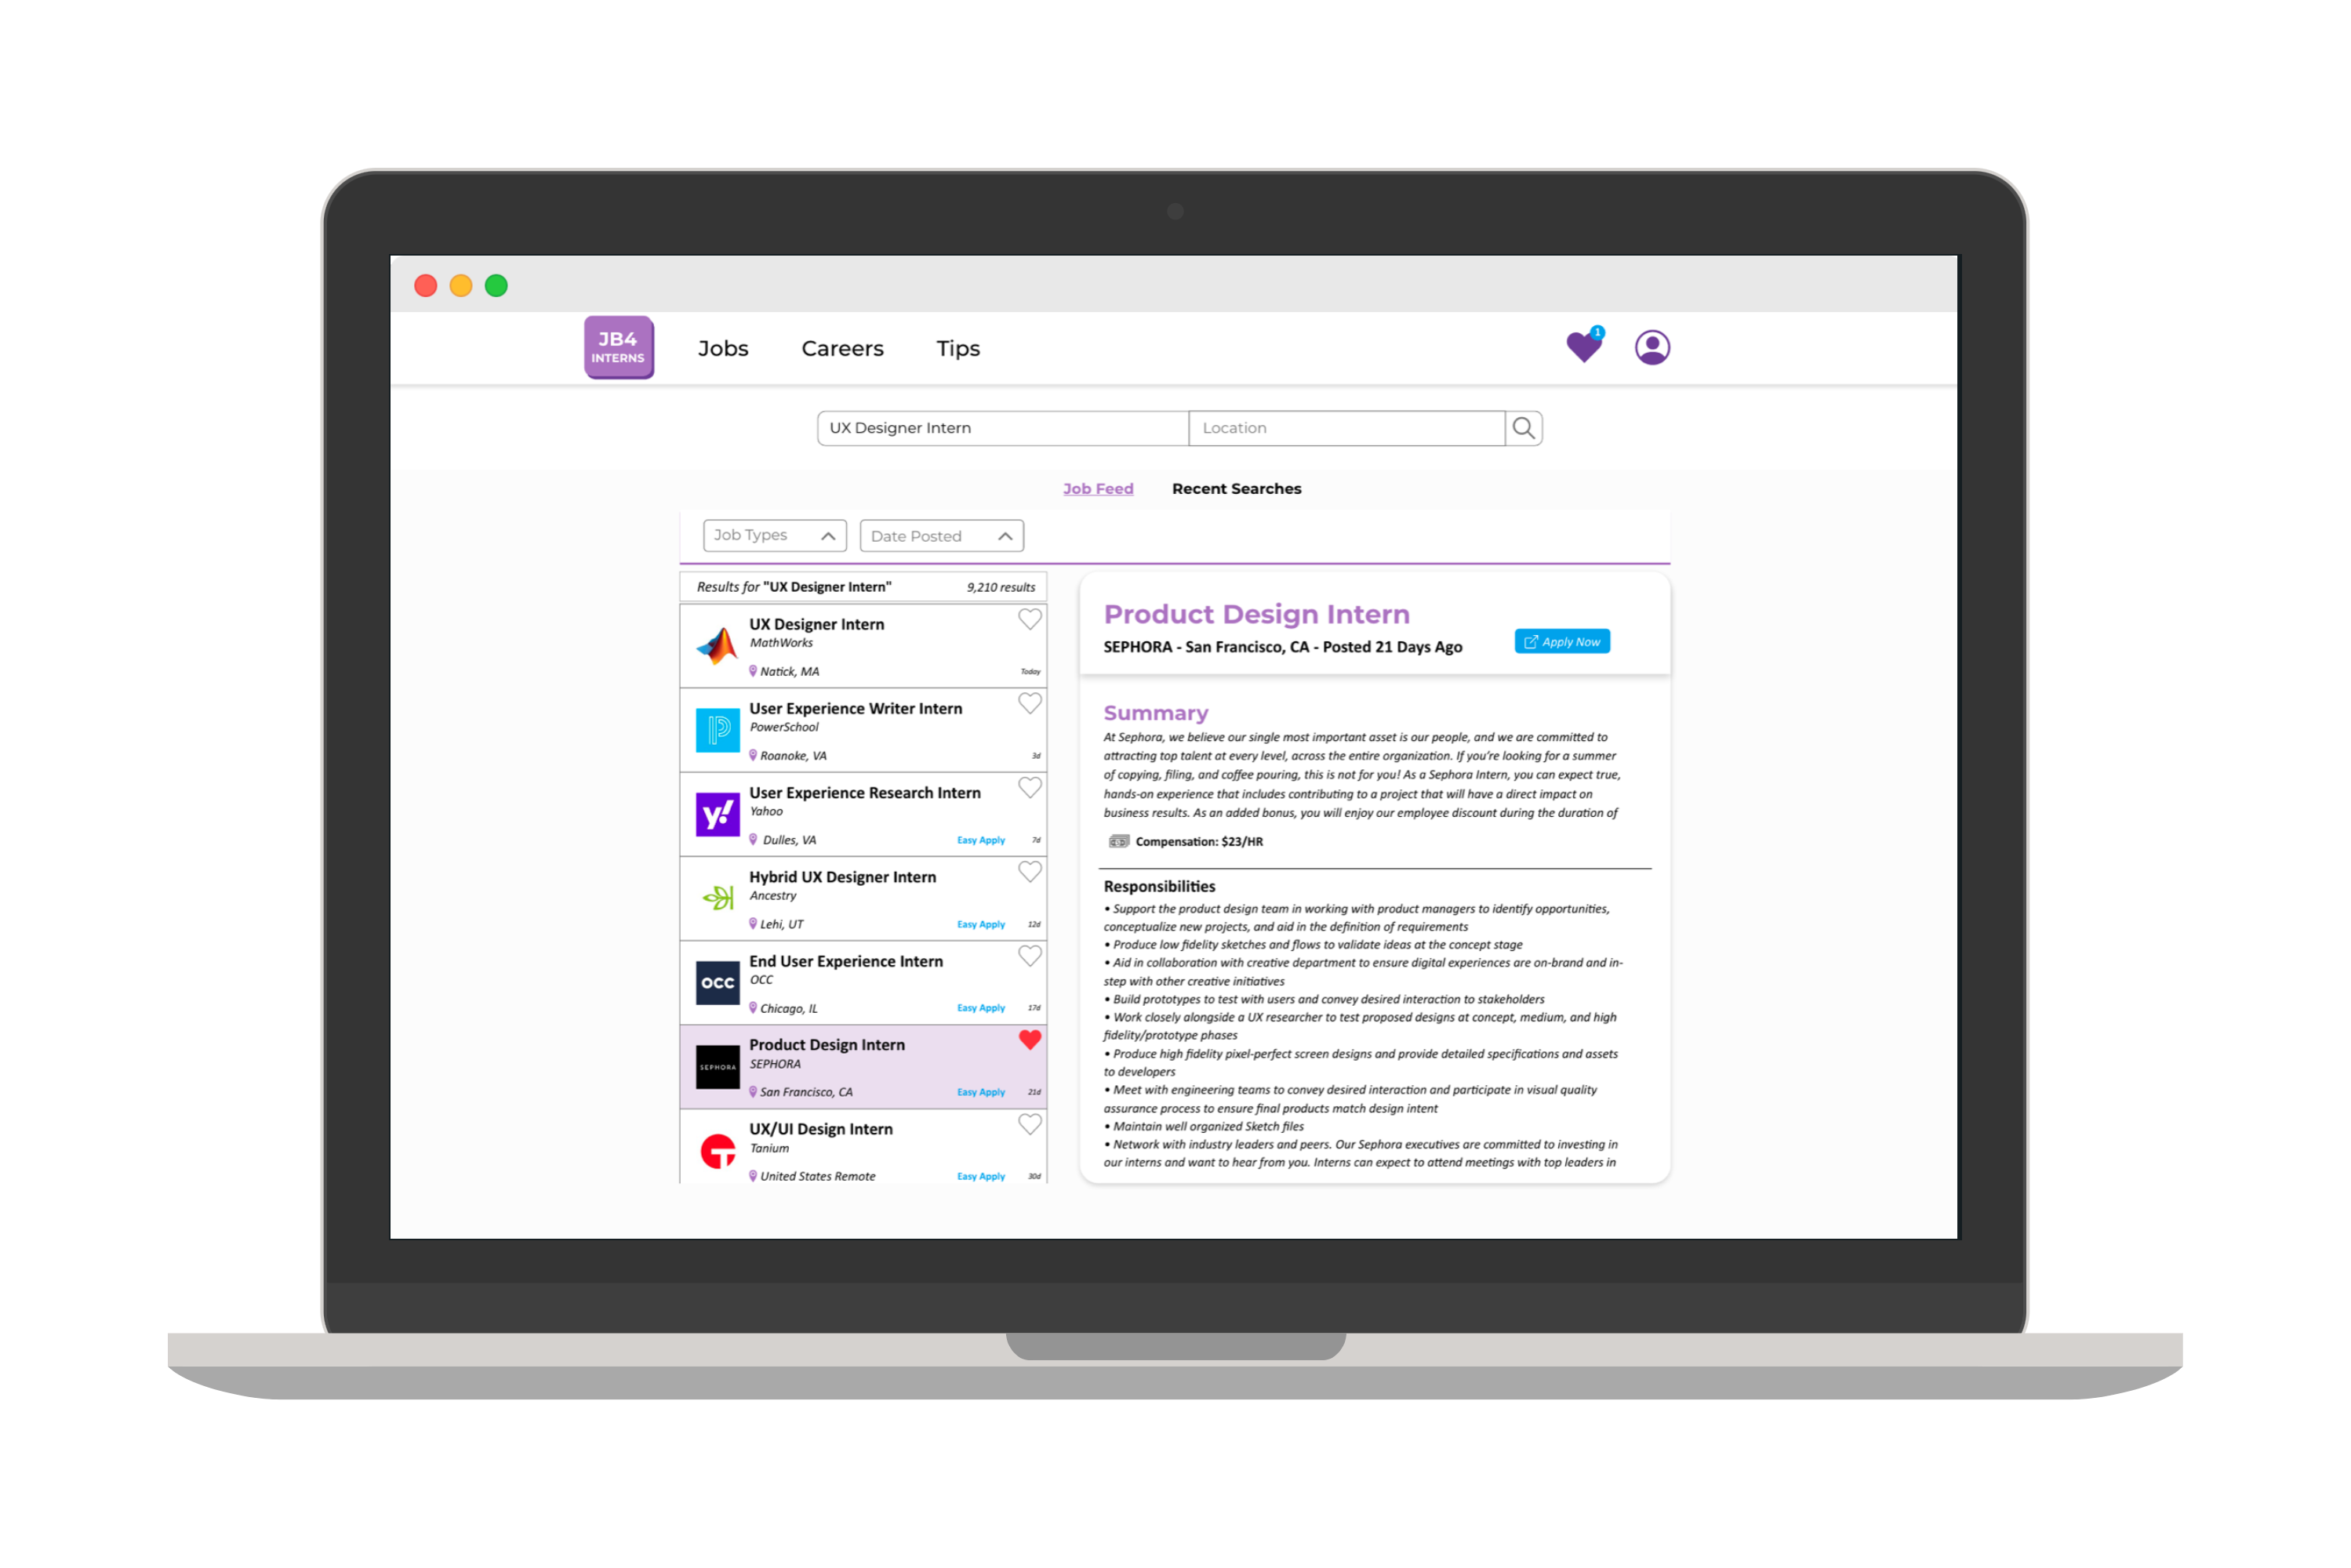 JB4
INTERNS
Jobs
Careers
Tips
1
UX Designer Intern
Location
Job Feed
Recent Searches
Job Types
Date Posted
Results for "UX Designer Intern"
9,210 results
UX Designer Intern
MathWorks
Natick, MA
Today
P
User Experience Writer Intern
PowerSchool
Roanoke, VA
3d
y!
User Experience Research Intern
Yahoo
Dulles, VA
Easy Apply
7d
Hybrid UX Designer Intern
Ancestry
Lehi, UT
Easy Apply
12d
OCC
End User Experience Intern
OCC
Chicago, IL
Easy Apply
17d
SEPHORA
Product Design Intern
SEPHORA
San Francisco, CA
Easy Apply
21d
UX/UI Design Intern
Tanium
United States Remote
Easy Apply
30d
Product Design Intern
SEPHORA - San Francisco, CA - Posted 21 Days Ago
Apply Now
Summary
At Sephora, we believe our single most important asset is our people, and we are committed to
attracting top talent at every level, across the entire organization. If you're looking for a summer
of copying, filing, and coffee pouring, this is not for you! As a Sephora Intern, you can expect true,
hands-on experience that includes contributing to a project that will have a direct impact on
business results. As an added bonus, you will enjoy our employee discount during the duration of
Compensation: $23/HR
Responsibilities
• Support the product design team in working with product managers to identify opportunities,
conceptualize new projects, and aid in the definition of requirements
• Produce low fidelity sketches and flows to validate ideas at the concept stage
• Aid in collaboration with creative department to ensure digital experiences are on-brand and in-
step with other creative initiatives
• Build prototypes to test with users and convey desired interaction to stakeholders
• Work closely alongside a UX researcher to test proposed designs at concept, medium, and high
fidelity/prototype phases
• Produce high fidelity pixel-perfect screen designs and provide detailed specifications and assets
to developers
• Meet with engineering teams to convey desired interaction and participate in visual quality
assurance process to ensure final products match design intent
• Maintain well organized Sketch files
• Network with industry leaders and peers. Our Sephora executives are committed to investing in
our interns and want to hear from you. Interns can expect to attend meetings with top leaders in